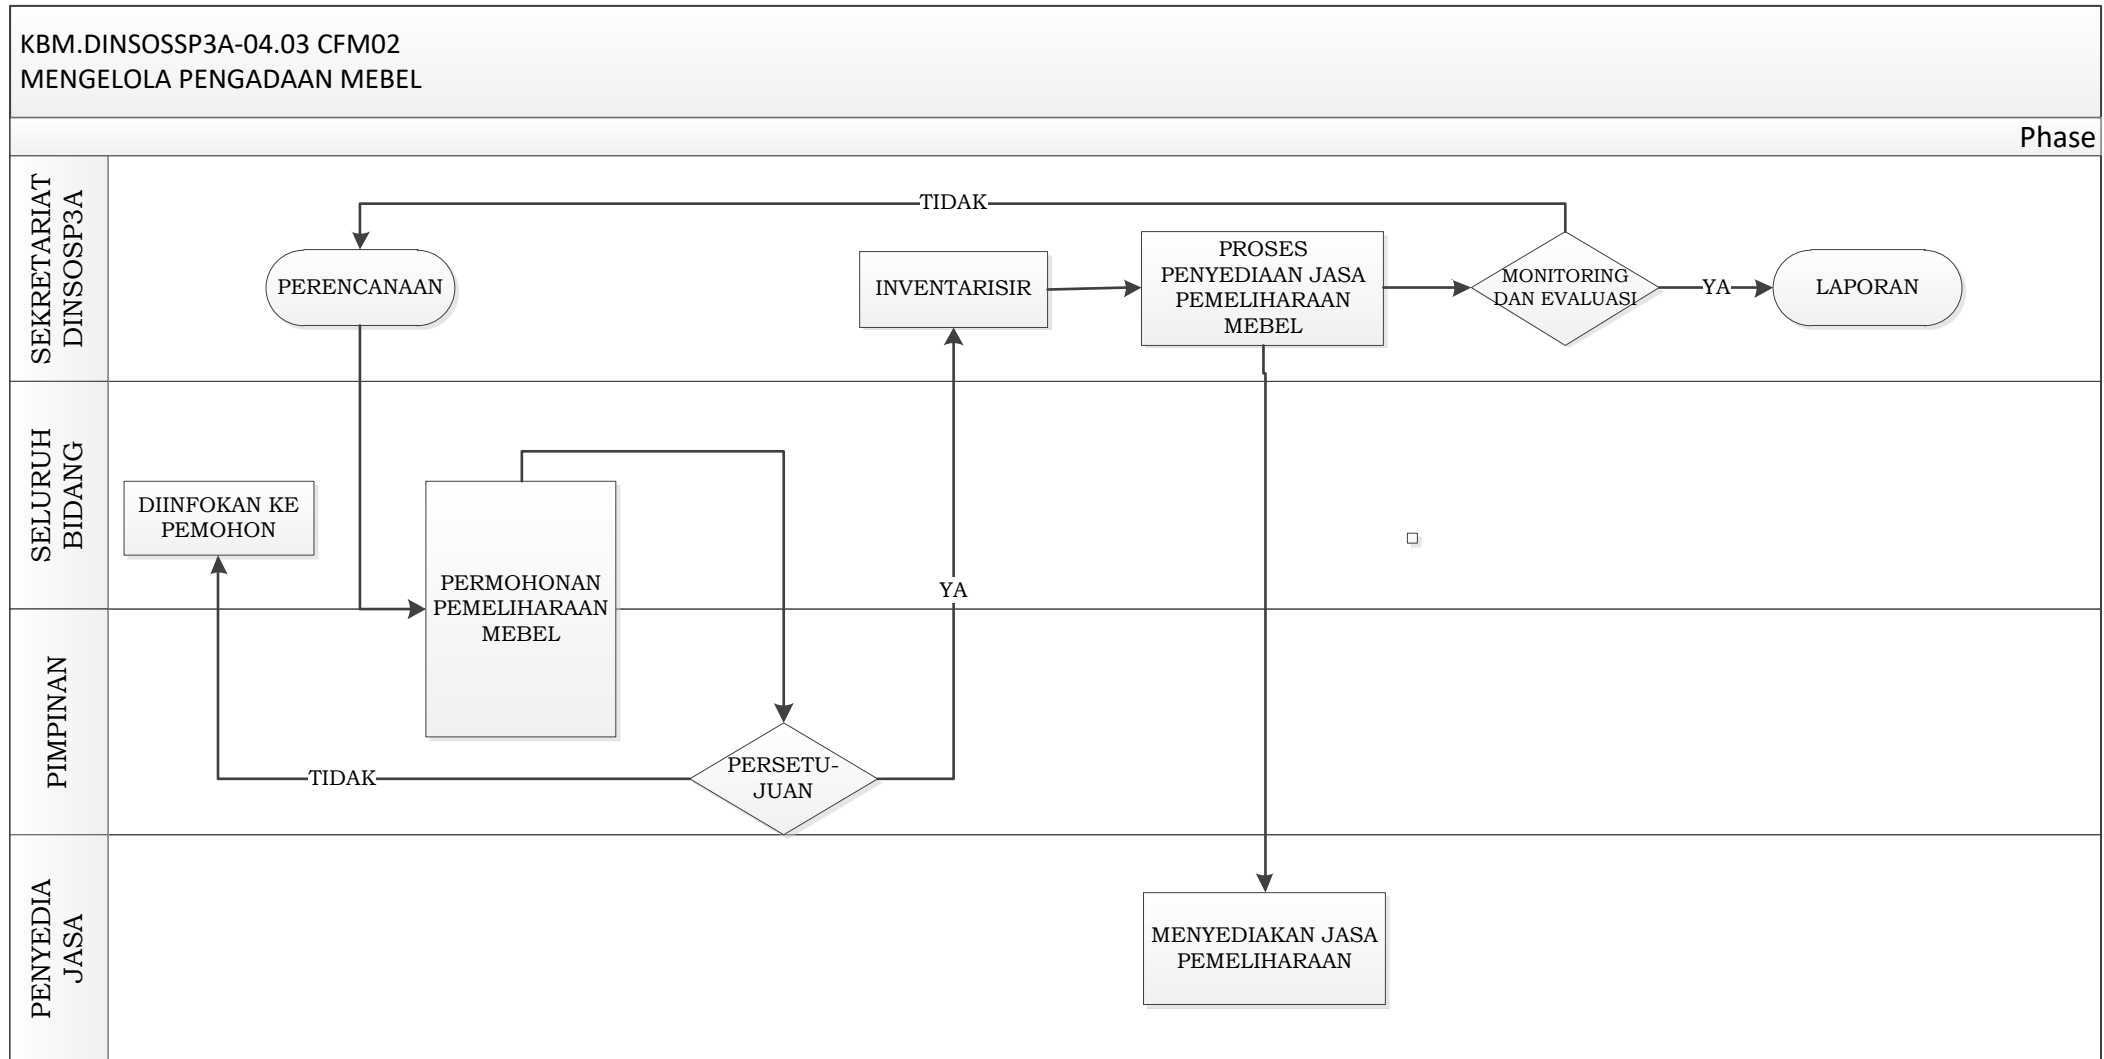 KBM.DINSOSSP3A-04.03 CFM02
MENGELOLA PENGADAAN MEBEL
Phase
SEKRETARIAT
DINSOSP3A
TIDAK
PERENCANAAN
INVENTARISIR
PROSES
PENYEDIAAN JASA
PEMELIHARAAN
MEBEL
MONITORING
DAN EVALUASI
YA
LAPORAN
SELURUH
BIDANG
DIINFOKAN KE
PEMOHON
PERMOHONAN
PEMELIHARAAN
MEBEL
YA
PIMPINAN
TIDAK
PERSETU-
JUAN
PENYEDIA
JASA
MENYEDIAKAN JASA
PEMELIHARAAN